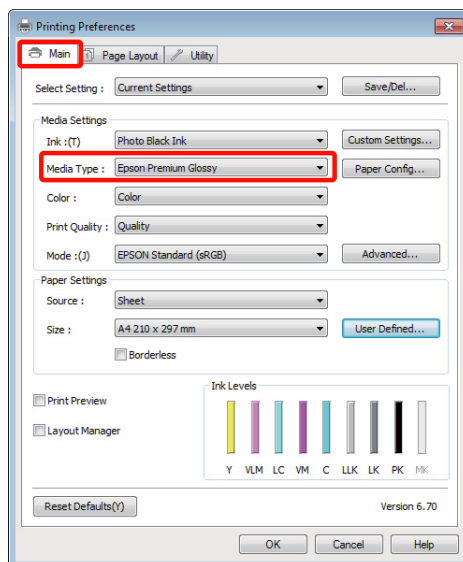 Printing Preferences
Main Page Layout Utility
Select Setting : Current Settings Save/Del...
Media Settings
Ink :(T) Photo Black Ink Custom Settings...
Media Type : Epson Premium Glossy Paper Config...
Color : Color
Print Quality : Quality
Mode :(J) EPSON Standard (sRGB) Advanced...
Paper Settings
Source : Sheet
Size : A4 210 x 297 mm User Defined...
Borderless
Ink Levels
Print Preview
Layout Manager
Y VLM LC VM C LLK LK PK MK
Reset Defaults(Y) Version 6.70
OK Cancel Help